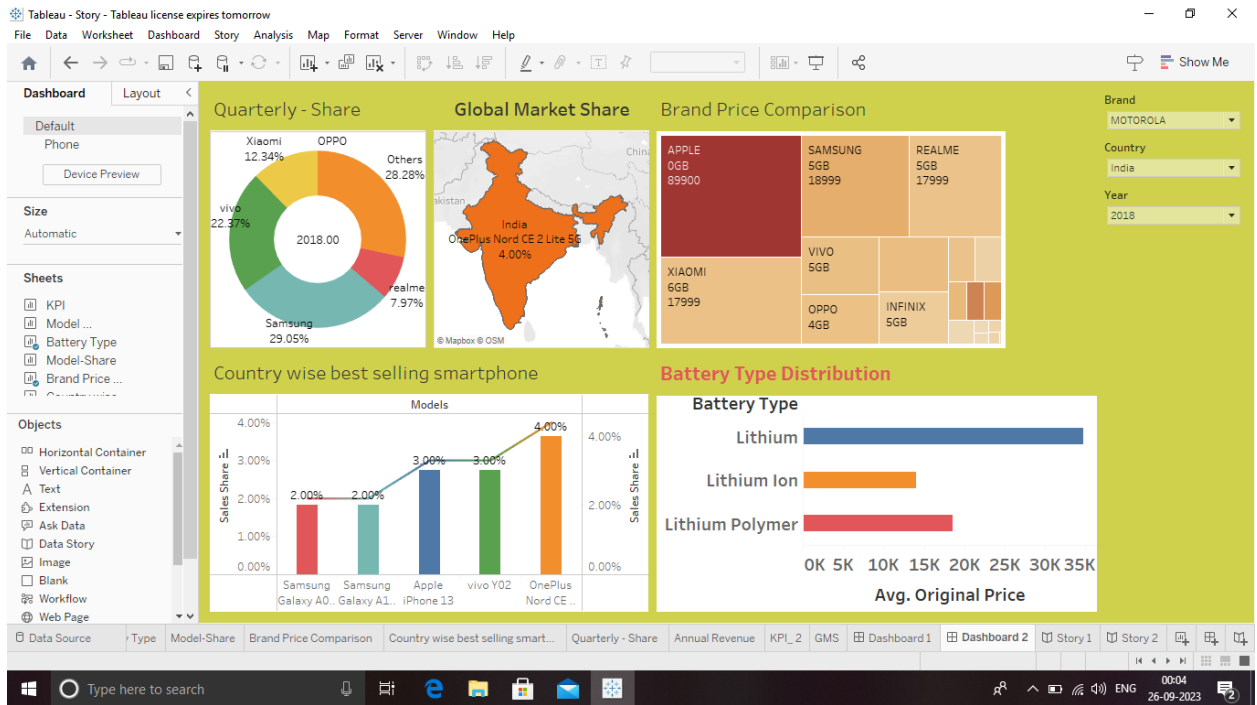 Tableau - Story - Tableau license expires tomorrow
File Data Worksheet Dashboard Story Analysis Map Format Server Window Help
Show Me
Dashboard Layout
Default
Phone
Device Preview
Size
Automatic
Sheets
KPI
Model ...
Battery Type
Model-Share
Brand Price ...
Objects
Horizontal Container
Vertical Container
Text
Extension
Ask Data
Data Story
Image
Blank
Workflow
Web Page
Quarterly - Share
Xiaomi
12.34%
OPPO
Others
28.28%
vivo
22.37%
2018.00
realme
7.97%
Samsung
29.05%
Global Market Share
Chin
akistan
India
OnePlus Nord CE 2 Lite 5G
4.00%
© Mapbox © OSM
Brand Price Comparison
APPLE
0GB
89900
SAMSUNG
5GB
18999
REALME
5GB
17999
XIAOMI
6GB
17999
VIVO
5GB
OPPO
4GB
INFINIX
5GB
Brand
MOTOROLA
Country
India
Year
2018
Country wise best selling smartphone
Models
4.00%
3.00%
2.00%
1.00%
0.00%
Sales Share
2.00%
2.00%
3.00%
3.00%
4.00%
4.00%
2.00%
0.00%
Sales Share
Samsung
Galaxy A0..
Samsung
Galaxy A1..
Apple
iPhone 13
vivo Y02
OnePlus
Nord CE ..
Battery Type Distribution
Battery Type
Lithium
Lithium Ion
Lithium Polymer
0K 5K 10K 15K 20K 25K 30K 35K
Avg. Original Price
Data Source Type Model-Share Brand Price Comparison Country wise best selling smart... Quarterly - Share Annual Revenue KPI_ 2 GMS Dashboard 1 Dashboard 2 Story 1 Story 2
Type here to search
ENG
00:04
26-09-2023
2